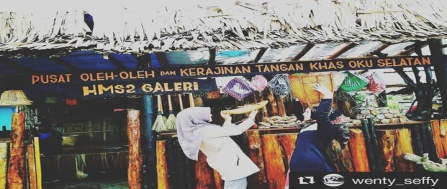 PUSAT OLEH-OLEH DAN KERAJINAN TANGAN KHAS OKU SELATAN
HMS2 GALERI
wenty_seffy